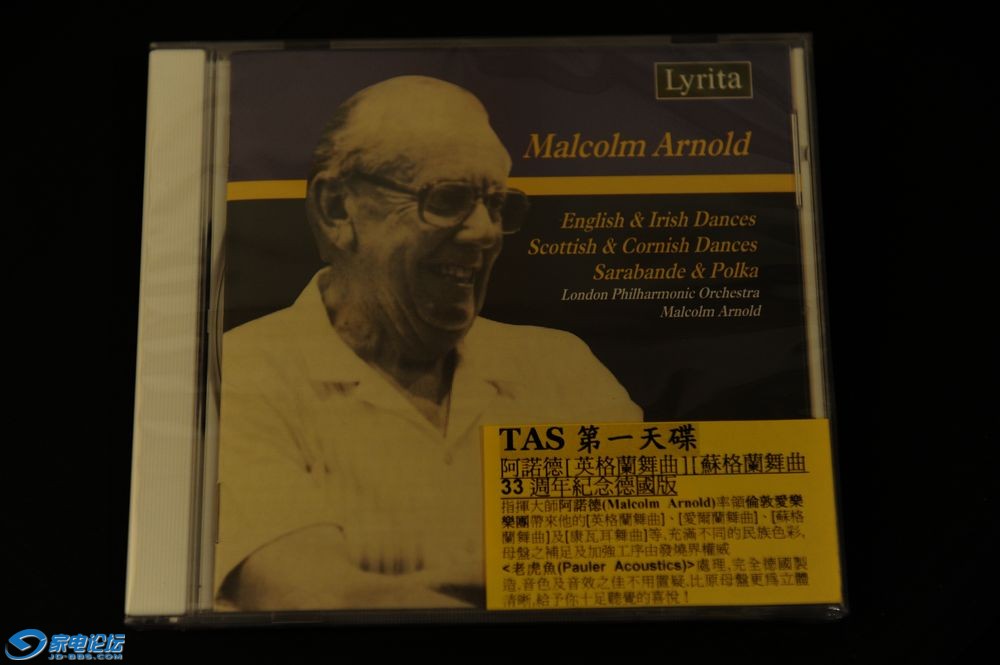 Lyrita
Malcolm Arnold
English & Irish Dances
Scottish & Cornish Dances
Sarabande & Polka
London Philharmonic Orchestra
Malcolm Arnold
TAS 第一天碟
阿諾德[英格蘭舞曲][蘇格蘭舞曲
33 週年紀念德國版
指揮大師阿諾德(Malcolm Arnold)率領倫敦愛樂
樂團帶來他的[英格蘭舞曲]、[愛爾蘭舞曲]、[蘇格
蘭舞曲]及[康瓦耳舞曲]等,充滿不同的民族色彩,
母盤之補足及加強工序由發燒界權威
<老虎魚(Pauler Acoustics)>處理,完全德國製
造,音色及音效之佳不用置疑,比原母盤更爲立體
清晰,給予你十足聽覺的喜悅！
家电论坛
JD-BBS.COM